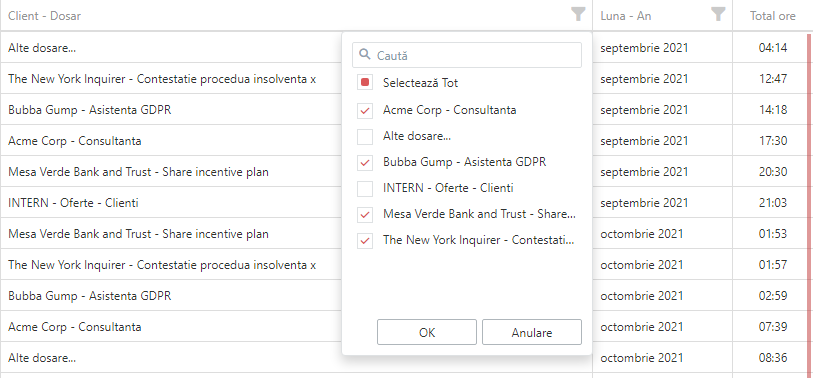 Client - Dosar
Luna - An
Total ore
Alte dosare...
septembrie 2021
04:14
The New York Inquirer - Contestatie procedua insolventa x
septembrie 2021
12:47
Bubba Gump - Asistenta GDPR
septembrie 2021
14:18
Acme Corp - Consultanta
septembrie 2021
17:30
Mesa Verde Bank and Trust - Share incentive plan
septembrie 2021
20:30
INTERN - Oferte - Clienti
septembrie 2021
21:03
Mesa Verde Bank and Trust - Share incentive plan
octombrie 2021
01:53
The New York Inquirer - Contestatie procedua insolventa x
octombrie 2021
01:57
Bubba Gump - Asistenta GDPR
octombrie 2021
02:59
Acme Corp - Consultanta
octombrie 2021
07:39
Alte dosare...
octombrie 2021
08:36
Caută
Selectează Tot
Acme Corp - Consultanta
Alte dosare...
Bubba Gump - Asistenta GDPR
INTERN - Oferte - Clienti
Mesa Verde Bank and Trust - Share...
The New York Inquirer - Contestati...
OK
Anulare